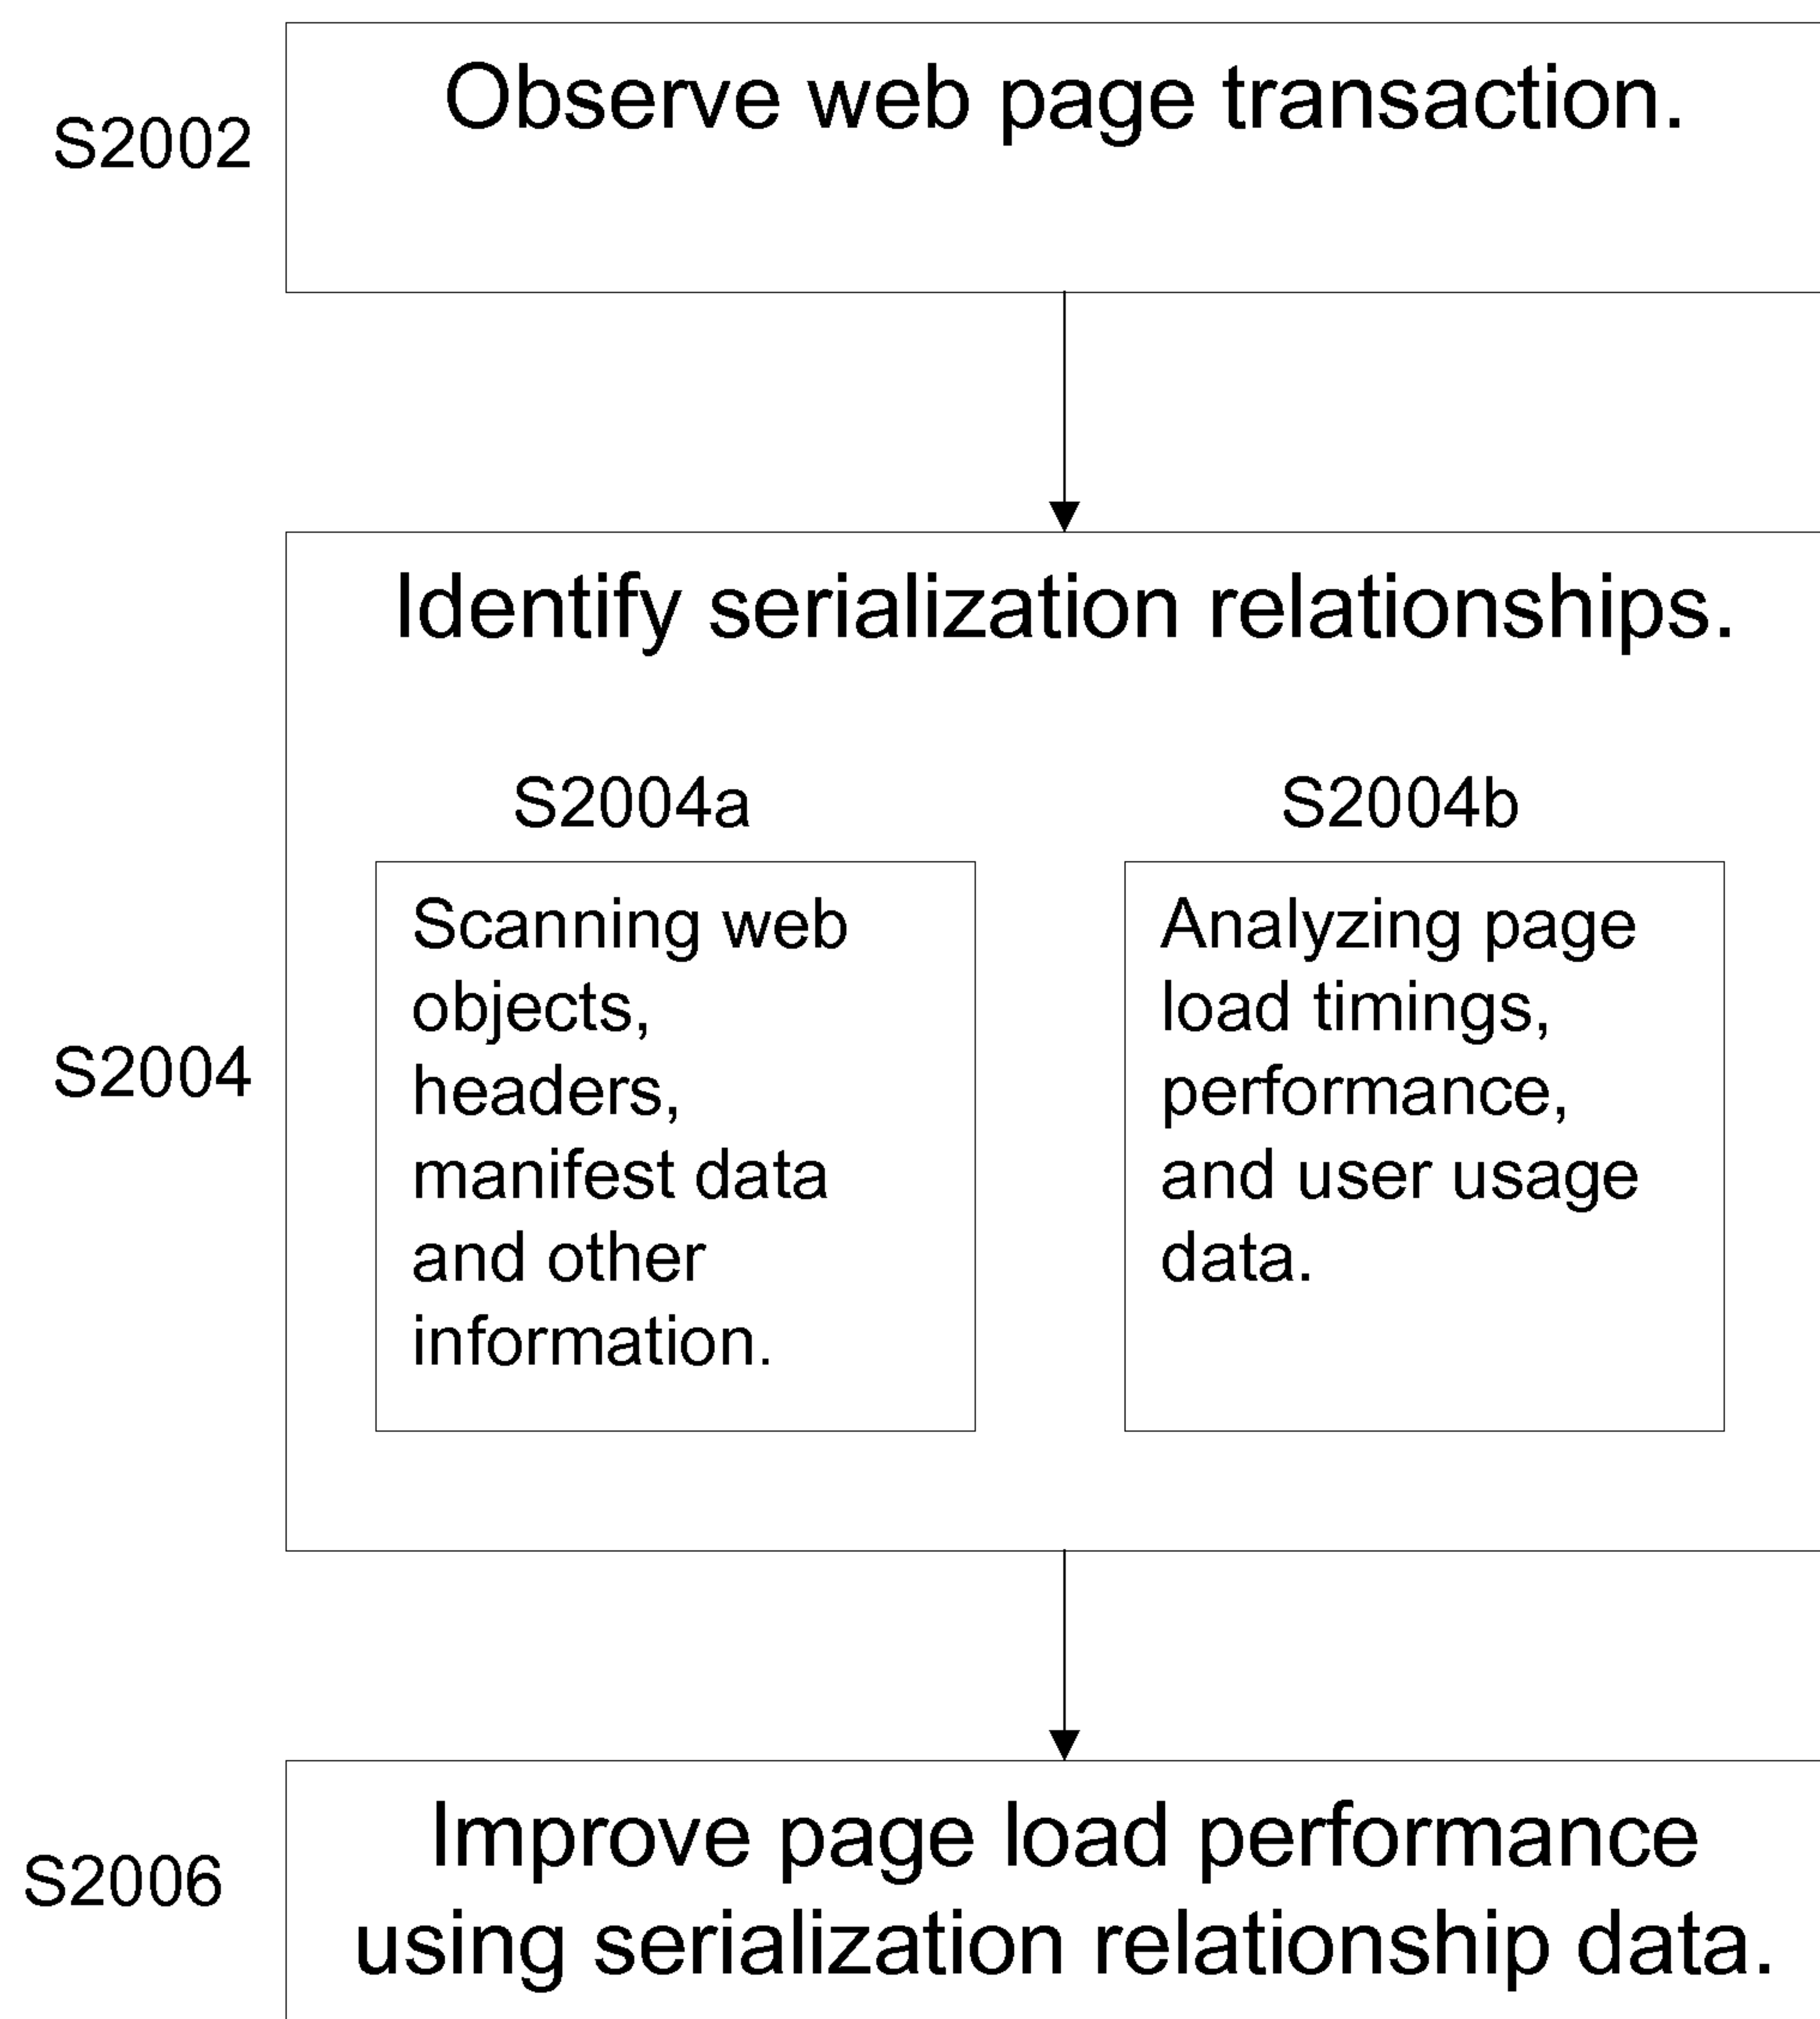 S2002
Observe web page transaction.
S2004
Identify serialization relationships.
S2004a
Scanning web
objects,
headers,
manifest data
and other
information.
S2004b
Analyzing page
load timings,
performance,
and user usage
data.
S2006
Improve page load performance
using serialization relationship data.